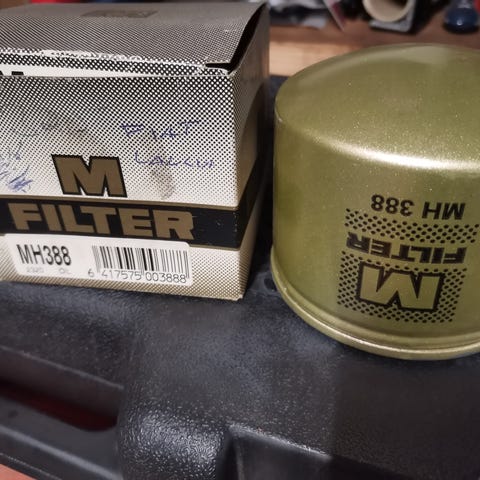 M
FILTER
MH388
OIL
6 417575 003888
FIAT
MH 388
FILTER
M